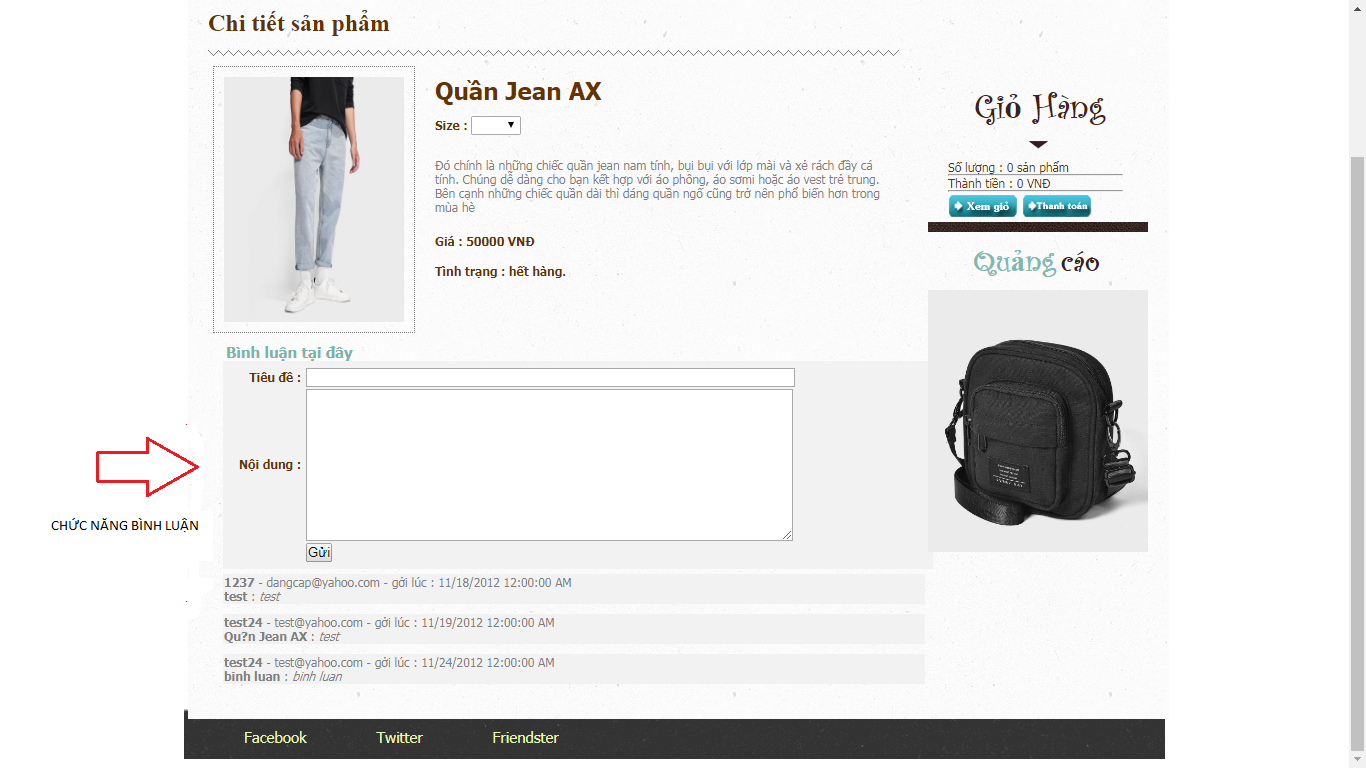 Chi tiết sản phẩm
Quần Jean AX
Size :
Đó chính là những chiếc quần jean nam tính, bụi bụi với lớp mài và xẻ rách đầy cá
tính. Chúng dễ dàng cho bạn kết hợp với áo phông, áo sơmi hoặc áo vest trẻ trung.
Bên cạnh những chiếc quần dài thì dáng quần ngố cũng trở nên phổ biến hơn trong
mùa hè
Giá : 50000 VNĐ
Tình trạng : hết hàng.
Giỏ Hàng
Số lượng : 0 sản phẩm
Thành tiền : 0 VNĐ
Xem giỏ Thanh toán
Quảng cáo
Bình luận tại đây
Tiêu đề :
Nội dung :
CHỨC NĂNG BÌNH LUẬN
Gửi
1237 - dangcap@yahoo.com - gởi lúc : 11/18/2012 12:00:00 AM
test : test
test24 - test@yahoo.com - gởi lúc : 11/19/2012 12:00:00 AM
Qu?n Jean AX : test
test24 - test@yahoo.com - gởi lúc : 11/24/2012 12:00:00 AM
binh luan : binh luan
Facebook Twitter Friendster